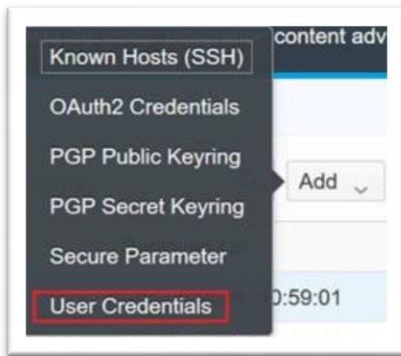 content adv
Known Hosts (SSH)
OAuth2 Credentials
PGP Public Keyring
Add
PGP Secret Keyring
Secure Parameter
User Credentials
0:59:01